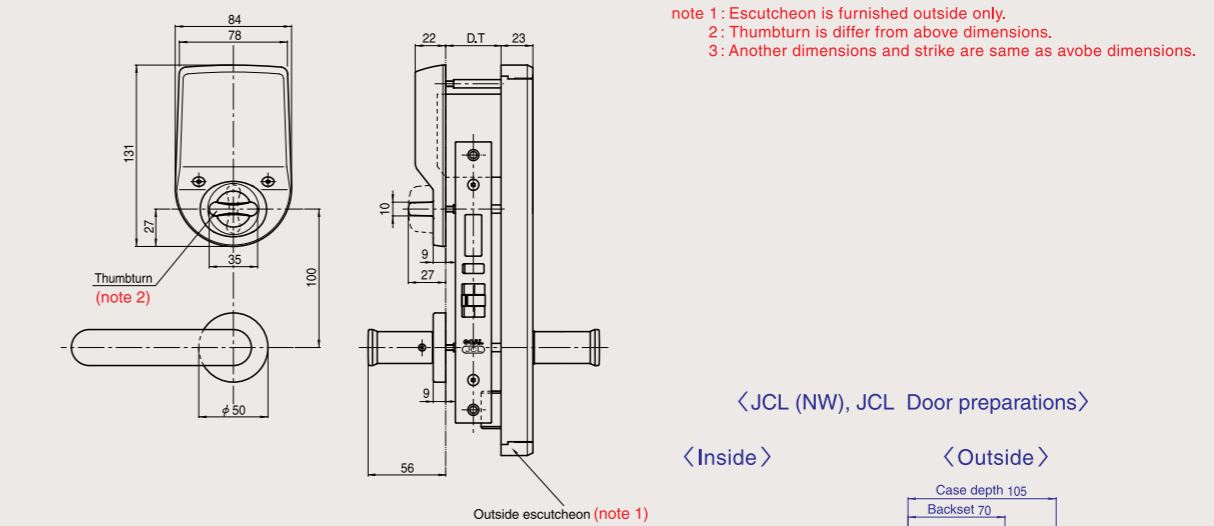 note 1 : Escutcheon is furnished outside only.
2 : Thumbturn is differ from above dimensions.
3 : Another dimensions and strike are same as avobe dimensions.
84
78
22
D.T
23
131
27
35
10
9
27
100
Thumbturn
(note 2)
GOAL
JCL
φ 50
9
56
Outside escutcheon (note 1)
〈JCL (NW), JCL Door preparations〉
〈Inside〉
〈Outside〉
Case depth 105
Backset 70